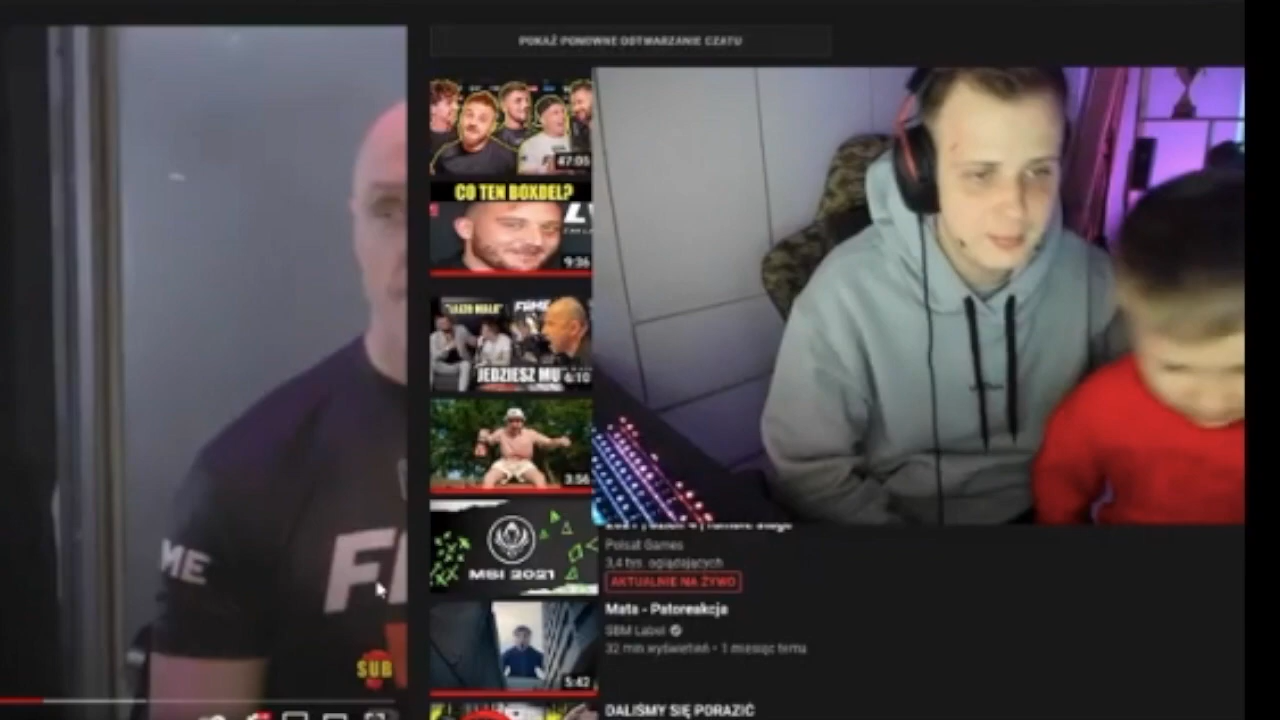 POKAŻ PONOWNE ODTWARZANIE CZATU
47:05
CO TEN BOXDEL?
9:36
FAME
JEDZIESZ MU
6:10
3:56
MSI 2021
Polsat Games
3,4 tys. oglądających
AKTUALNIE NA ŻYWO
Mata - Patoreakcja
SBM Label
32 mln wyświetleń • 1 miesiąc temu
5:42
DALIŚMY SIĘ PORAZIĆ
ME
SUB